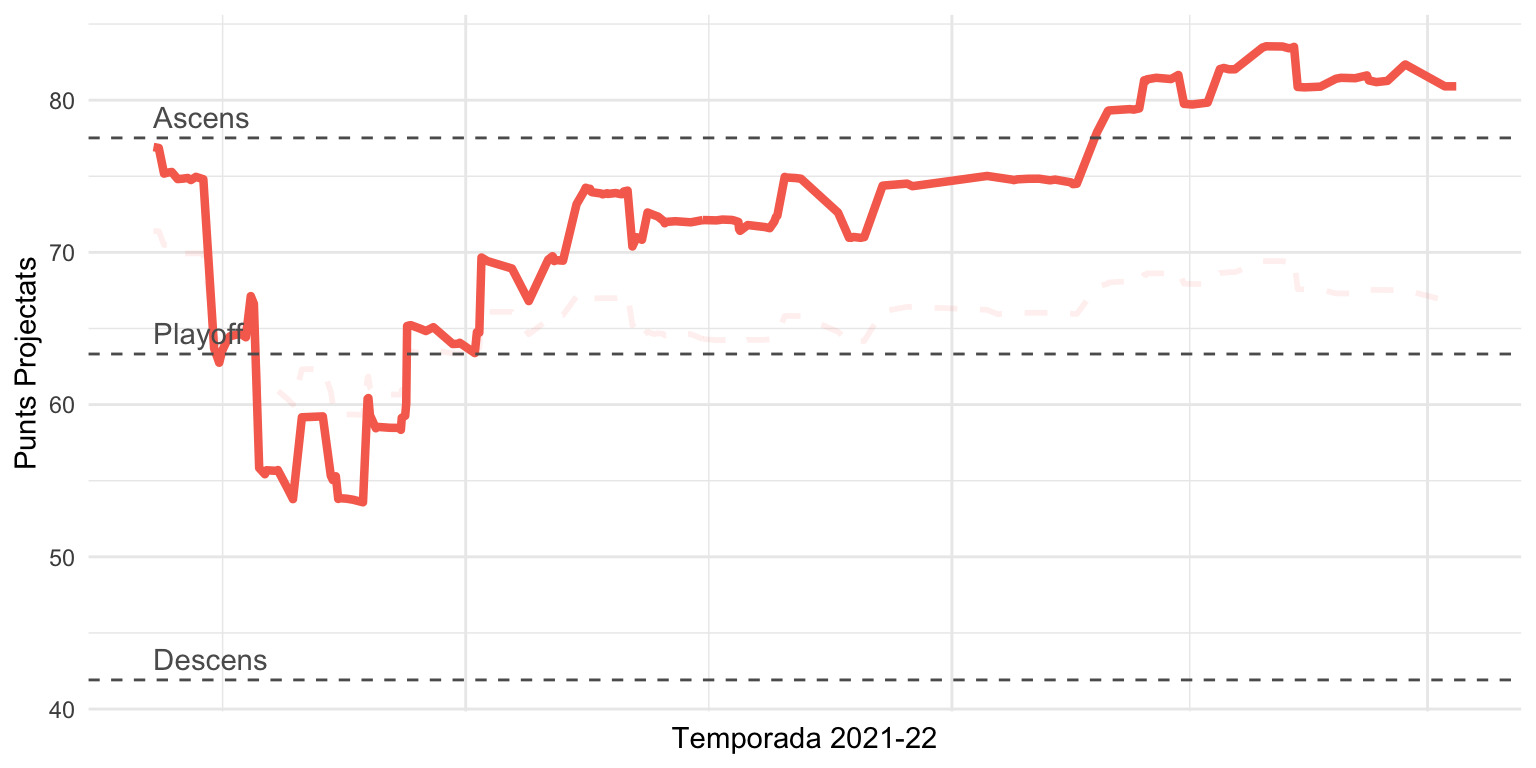 80
70
60
50
40
Punts Projectats
Ascens
Playoff
Descens
Temporada 2021-22